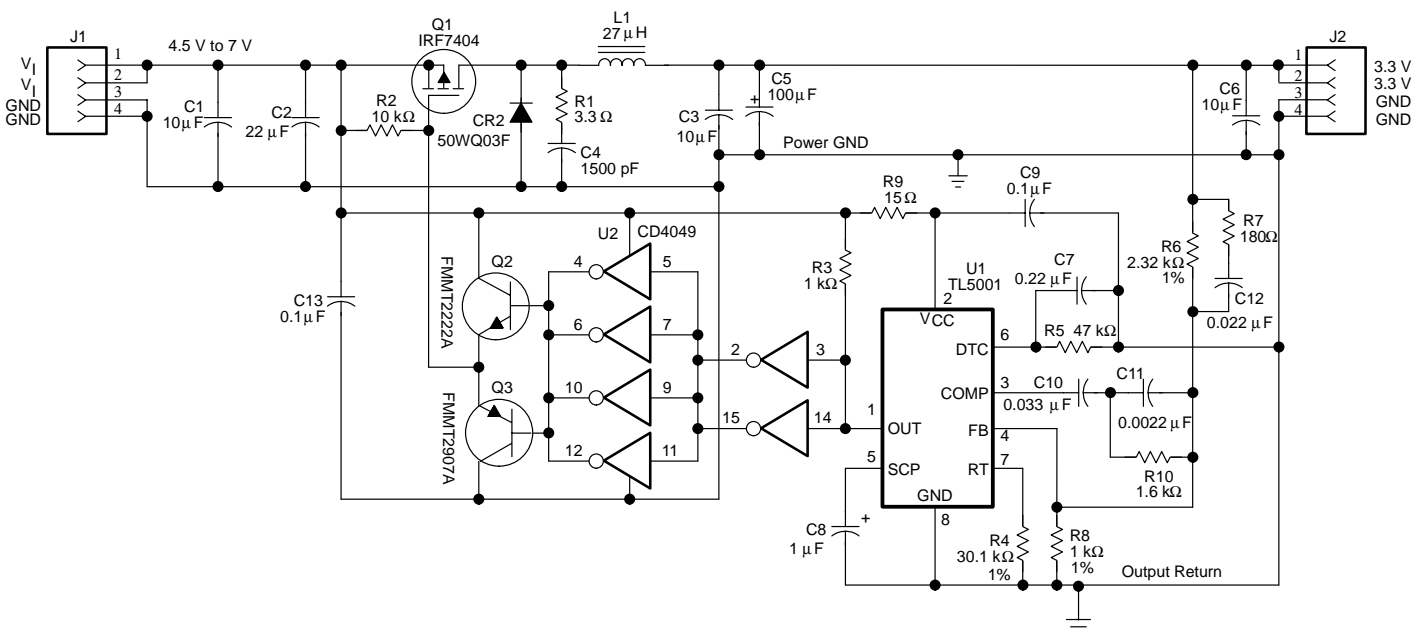 J1
V I
V I
GND
GND
1
2
3
4
4.5 V to 7 V
C1
10 μF
C2
22 μF
R2
10 kΩ
Q1
IRF7404
CR2
50WQ03F
R1
3.3 Ω
C4
1500 pF
L1
27 μH
C3
10 μF
C5
100 μF
+
Power GND
C6
10 μF
J2
1
2
3
4
3.3 V
3.3 V
GND
GND
C13
0.1 μF
FMMT2222A
Q2
Q3
FMMT2907A
U2
CD4049
4
5
6
7
10
9
12
11
2
3
15
14
R3
1 kΩ
R9
15 Ω
C9
0.1 μF
C7
0.22 μF
R5
47 kΩ
U1
TL5001
2
VCC
6
DTC
3
COMP
1
OUT
FB
4
5
SCP
RT
7
GND
8
C8
1 μF
+
R4
30.1 kΩ
1%
R8
1 kΩ
1%
C10
0.033 μF
C11
0.0022 μF
R10
1.6 kΩ
R6
2.32 kΩ
1%
R7
180Ω
C12
0.022 μF
Output Return